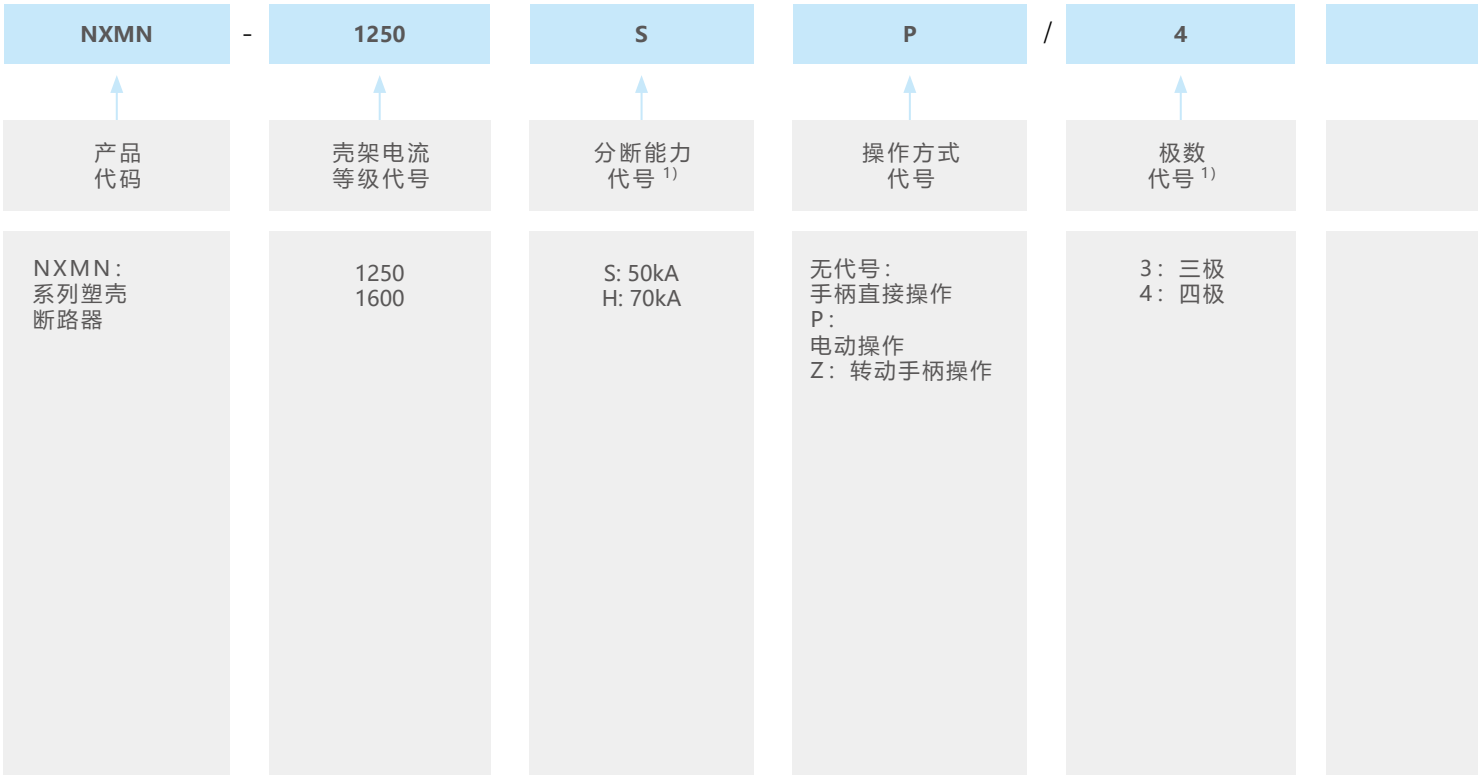 NXMN - 1250 S P / 4
产品
代码
壳架电流
等级代号
分断能力
代号 1)
操作方式
代号
极数
代号 1)
NXMN：
系列塑壳
断路器
1250
1600
S: 50kA
H: 70kA
无代号：
手柄直接操作
P：
电动操作
Z：转动手柄操作
3：三极
4：四极